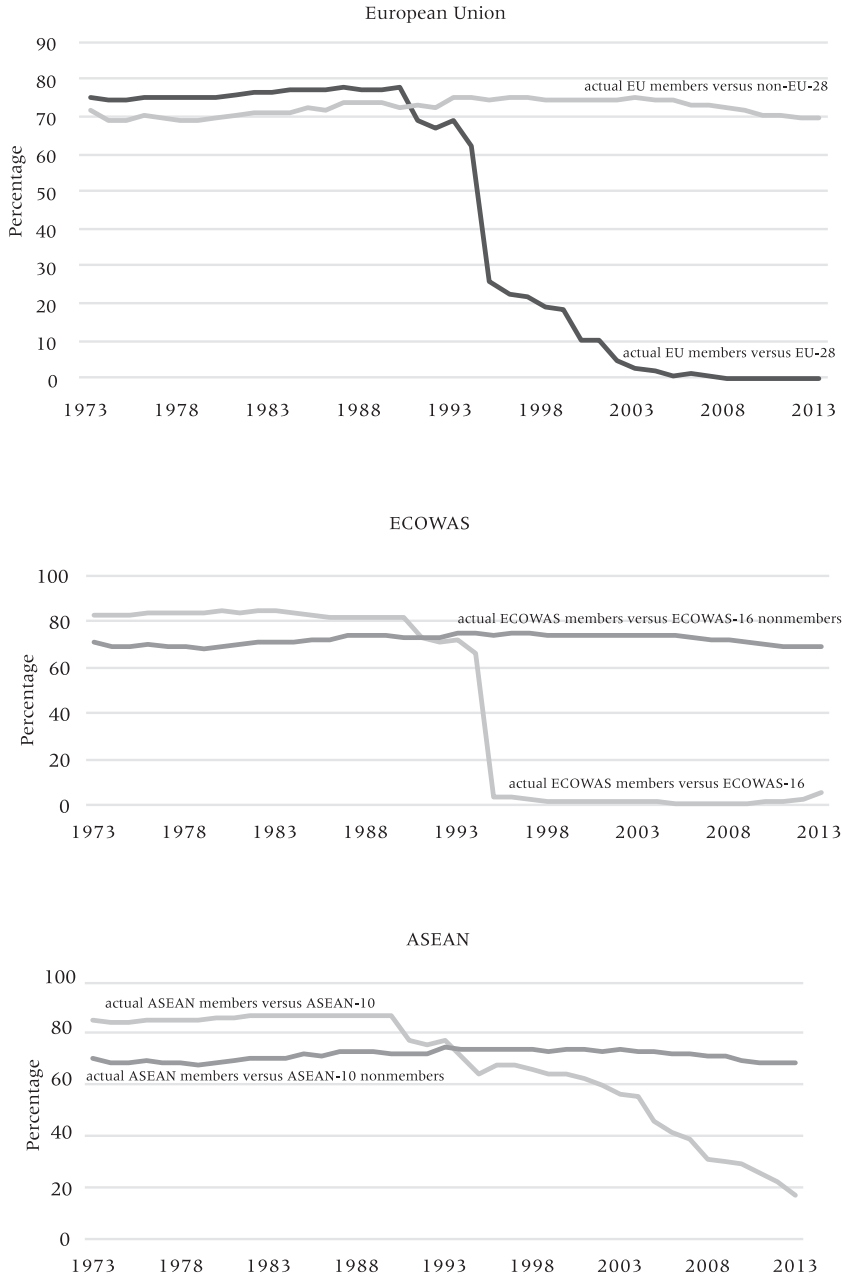 European Union
90
80
actual EU members versus non-EU-28
70
60
Percentage
50
40
30
20
10
actual EU members versus EU-28
0
1973 1978 1983 1988 1993 1998 2003 2008 2013
ECOWAS
100
80
actual ECOWAS members versus ECOWAS-16 nonmembers
60
Percentage
40
20
actual ECOWAS members versus ECOWAS-16
0
1973 1978 1983 1988 1993 1998 2003 2008 2013
ASEAN
100
actual ASEAN members versus ASEAN-10
80
actual ASEAN members versus ASEAN-10 nonmembers
60
Percentage
40
20
0
1973 1978 1983 1988 1993 1998 2003 2008 2013